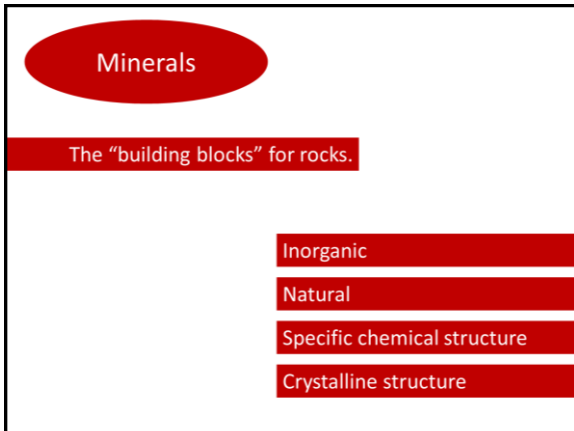 Minerals
The “building blocks” for rocks.
Inorganic
Natural
Specific chemical structure
Crystalline structure